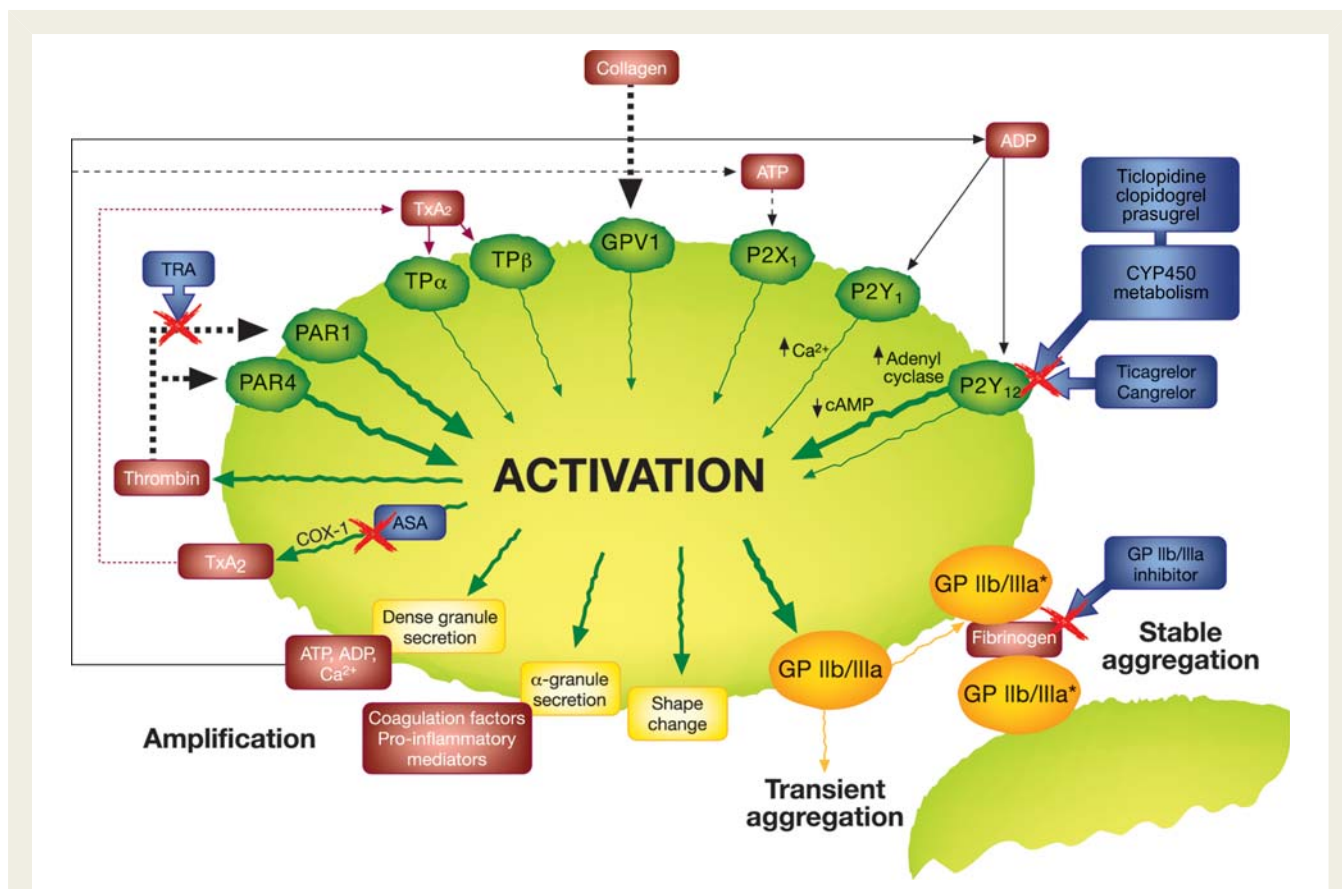 Collagen
ADP
ATP
Ticlopidine
clopidogrel
prasugrel
TxA2
GPV1
TPβ
P2X1
TRA
TPα
P2Y1
CYP450
metabolism
PAR1
Ca2+
Adenyl
cyclase
PAR4
P2Y12
Ticagrelor
Cangrelor
cAMP
ACTIVATION
Thrombin
COX-1
ASA
TxA2
GP IIb/IIIa
inhibitor
GP IIb/IIIa*
Dense granule
secretion
Fibrinogen
Stable
aggregation
ATP, ADP,
Ca2+
GP IIb/IIIa
α-granule
secretion
GP IIb/IIIa*
Shape
change
Amplification
Coagulation factors
Pro-inflammatory
mediators
Transient
aggregation